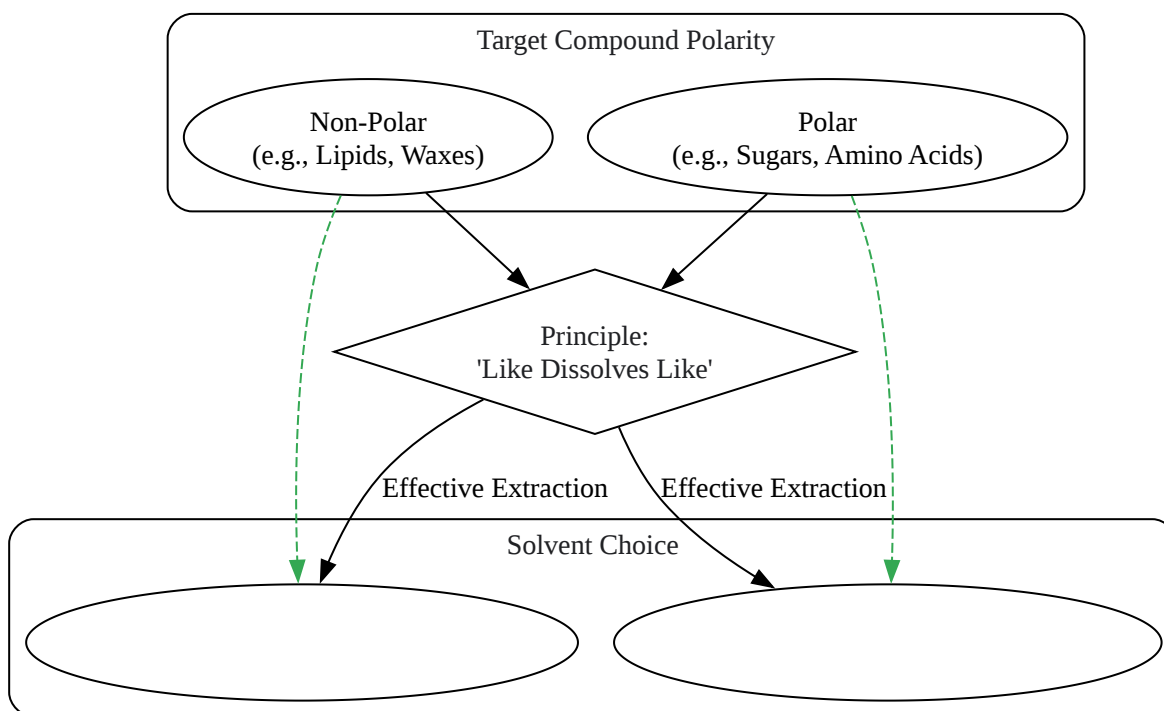 Target Compound Polarity
Non-Polar
(e.g., Lipids, Waxes)
Polar
(e.g., Sugars, Amino Acids)
Principle:
'Like Dissolves Like'
Effective Extraction
Effective Extraction
Solvent Choice